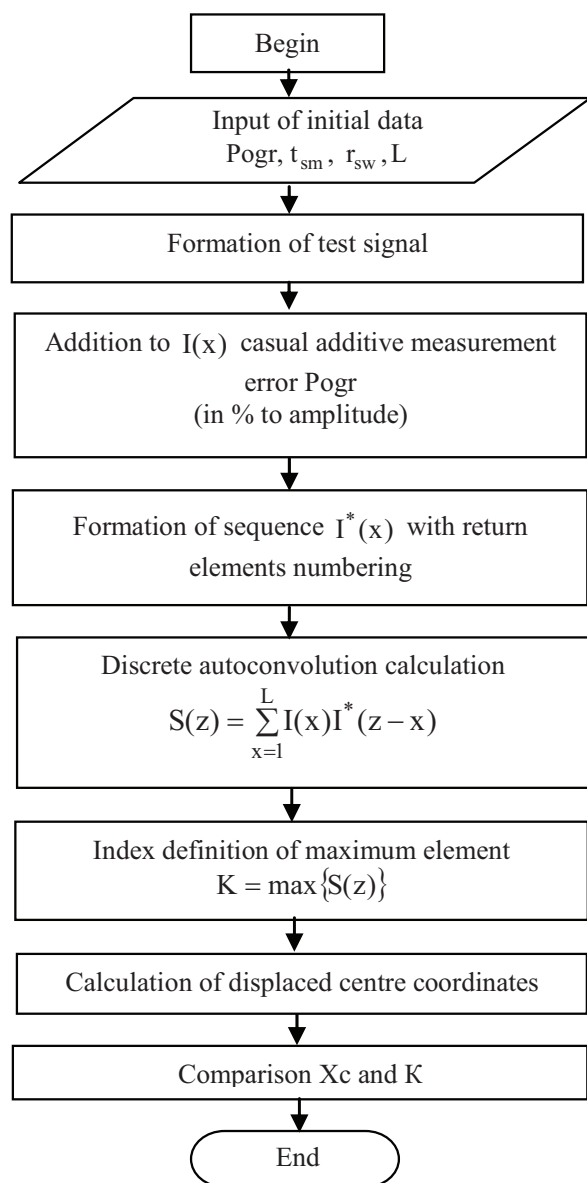 Begin
Input of initial data
Pogr, t_sm, r_sw, L
Formation of test signal
Addition to I(x) casual additive measurement
error Pogr
(in % to amplitude)
Formation of sequence I*(x) with return
elements numbering
Discrete autoconvolution calculation
S(z) = ∑_{x=1}^{L} I(x)I*(z − x)
Index definition of maximum element
K = max{S(z)}
Calculation of displaced centre coordinates
Comparison Xc and K
End